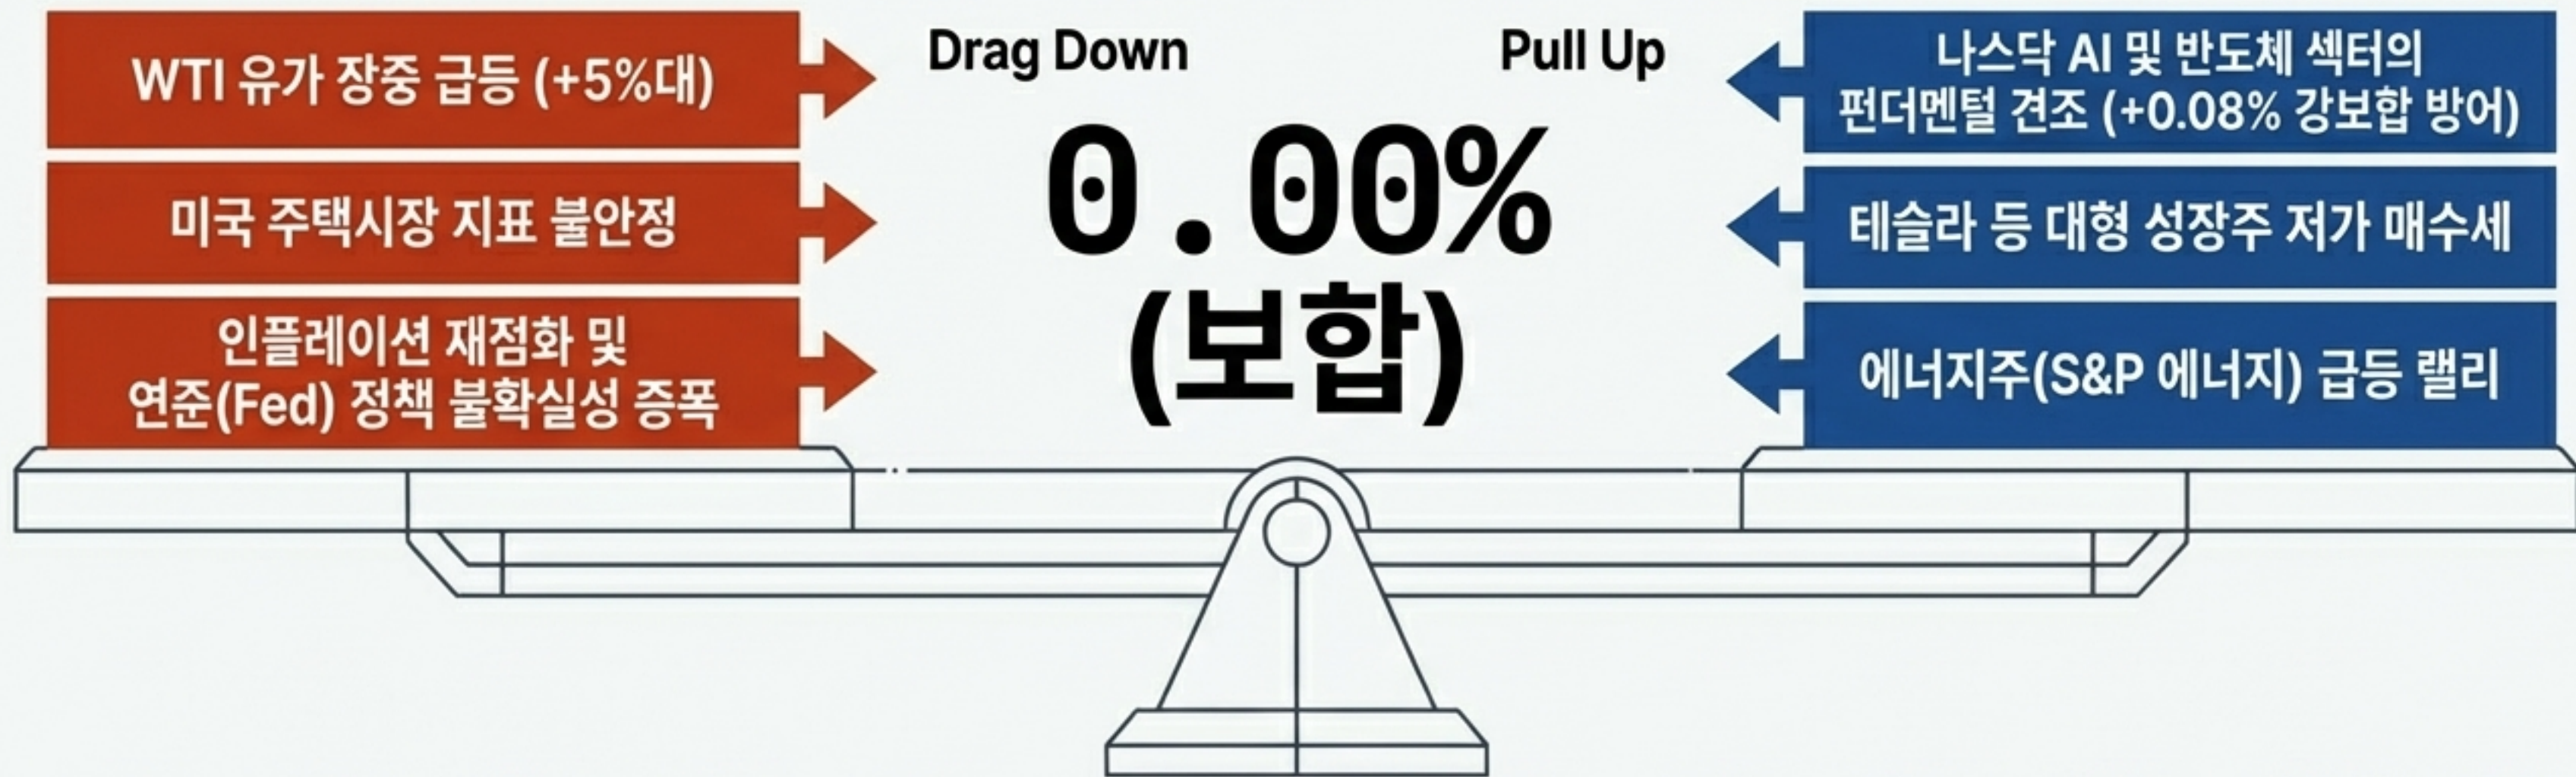 WTI 유가 장중 급등 (+5%대)
미국 주택시장 지표 불안정
인플레이션 재점화 및
연준(Fed) 정책 불확실성 증폭
Drag Down
Pull Up
0.00%
(보합)
나스닥 AI 및 반도체 섹터의
펀더멘털 견조 (+0.08% 강보합 방어)
테슬라 등 대형 성장주 저가 매수세
에너지주(S&P 에너지) 급등 랠리